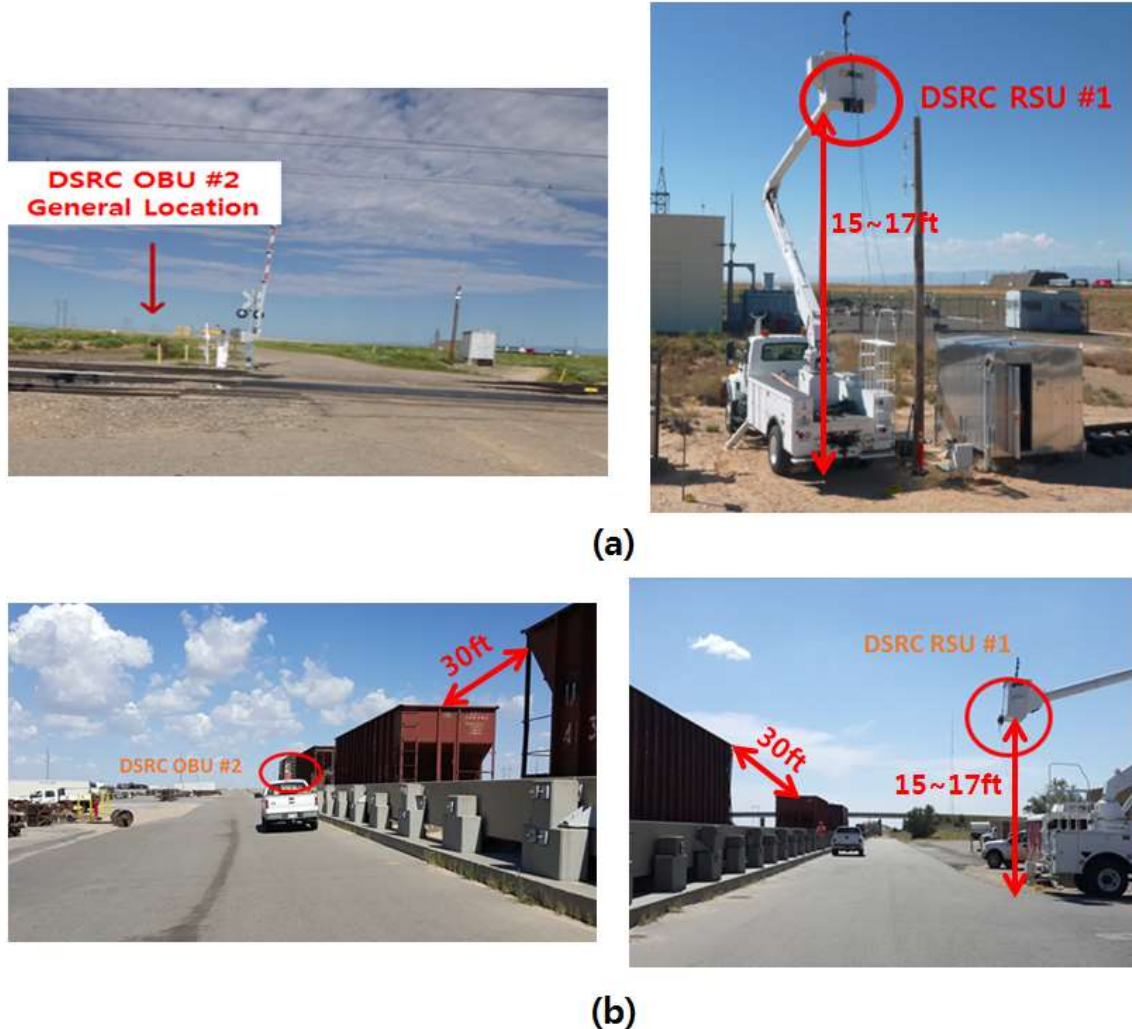 DSRC OBU #2
General Location
DSRC RSU #1
15~17ft
(a)
30ft
DSRC OBU #2
DSRC RSU #1
30ft
15~17ft
(b)